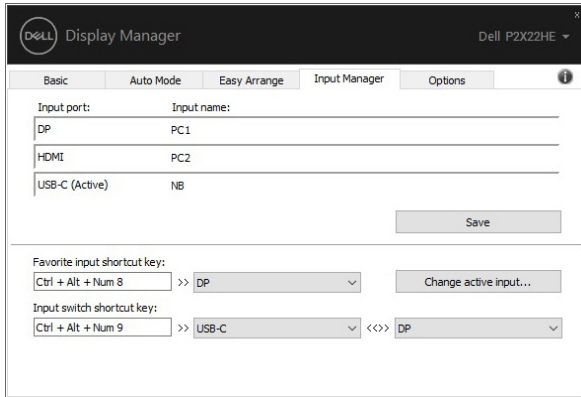 DELL Display Manager Dell P2X22HE
Basic Auto Mode Easy Arrange Input Manager Options
Input port: Input name:
DP PC1
HDMI PC2
USB-C (Active) NB
Save
Favorite input shortcut key:
Ctrl + Alt + Num 8 >> DP Change active input...
Input switch shortcut key:
Ctrl + Alt + Num 9 >> USB-C <<>> DP